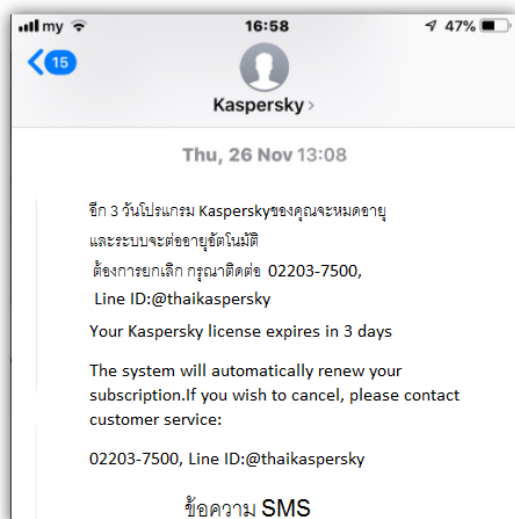 my 16:58 47%
15
Kaspersky
Thu, 26 Nov 13:08
อีก 3 วันโปรแกรม Kasperskyของคุณจะหมดอายุ
และระบบจะต่ออายุอัตโนมัติ
ต้องการยกเลิก กรุณาติดต่อ 02203-7500,
Line ID:@thaikaspersky
Your Kaspersky license expires in 3 days
The system will automatically renew your
subscription.If you wish to cancel, please contact
customer service:
02203-7500, Line ID:@thaikaspersky
ข้อความ SMS